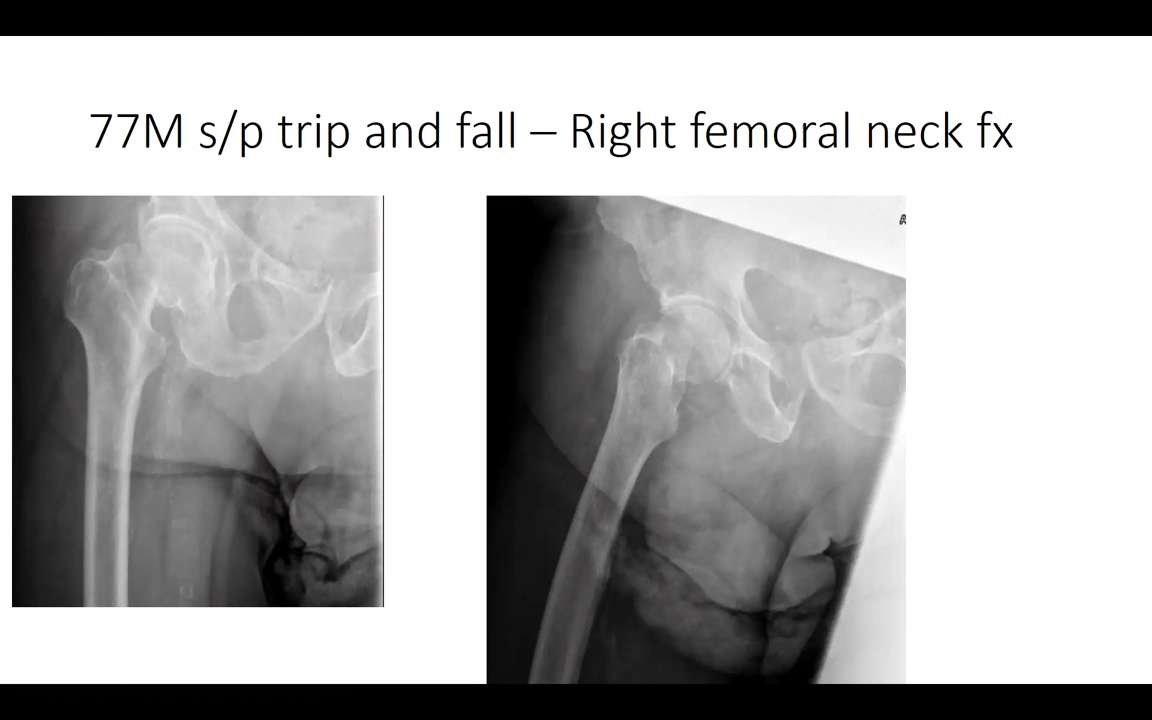 77M s/p trip and fall – Right femoral neck fx